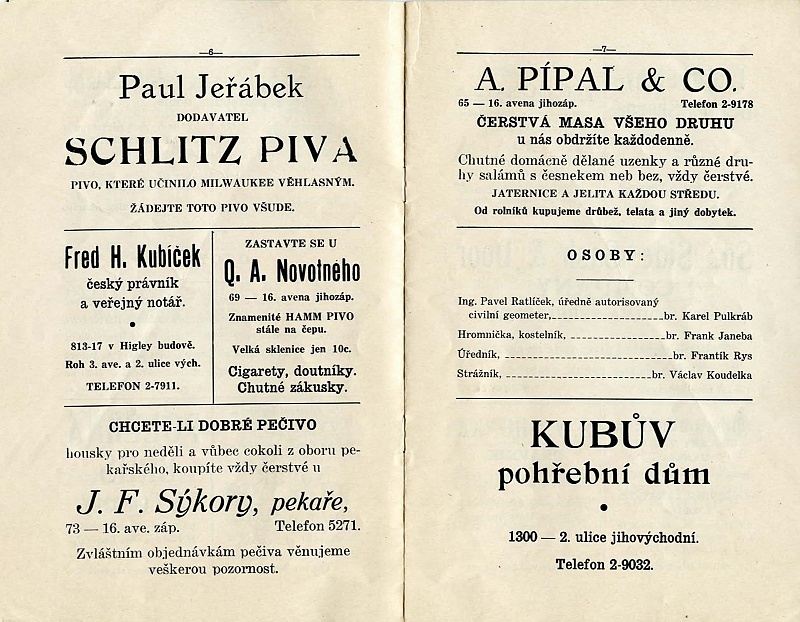 —6—
Paul Jeřábek
DODAVATEL
SCHLITZ PIVA
PIVO, KTERÉ UČINILO MILWAUKEE VĚHLASNÝM.
ŽÁDEJTE TOTO PIVO VŠUDE.
Fred H. Kubíček
český právník
a veřejný notář.
•
813-17 v Higley budově.
Roh 3. ave. a 2. ulice vých.
TELEFON 2-7911.
ZASTAVTE SE U
Q. A. Novotného
69 — 16. avena jihozáp.
Znamenité HAMM PIVO
stále na čepu.
Velká sklenice jen 10c.
Cigarety, doutníky.
Chutné zákusky.
CHCETE-LI DOBRÉ PEČIVO
housky pro neděli a vůbec cokoli z oboru pe-
kařského, koupíte vždy čerstvé u
J. F. Sýkory, pekaře,
73 — 16. ave. záp. Telefon 5271.
Zvláštním objednávkám pečiva věnujeme
veškerou pozornost.
—7—
A. PÍPAL & CO.
65 — 16. avena jihozáp. Telefon 2-9178
ČERSTVÁ MASA VŠEHO DRUHU
u nás obdržíte každodenně.
Chutné domácně dělané uzenky a různé dru-
hy salámů s česnekem neb bez, vždy čerstvé.
JATERNICE A JELITA KAŽDOU STŘEDU.
Od rolníků kupujeme drůbež, telata a jiný dobytek.
OSOBY:
Ing. Pavel Ratlíček, úředně autorisovaný
civilní geometer, br. Karel Pulkráb
Hromnička, kostelník, br. Frank Janeba
Úředník, br. Frantík Rys
Strážník, br. Václav Koudelka
KUBŮV
pohřební dům
•
1300 — 2. ulice jihovýchodní.
Telefon 2-9032.